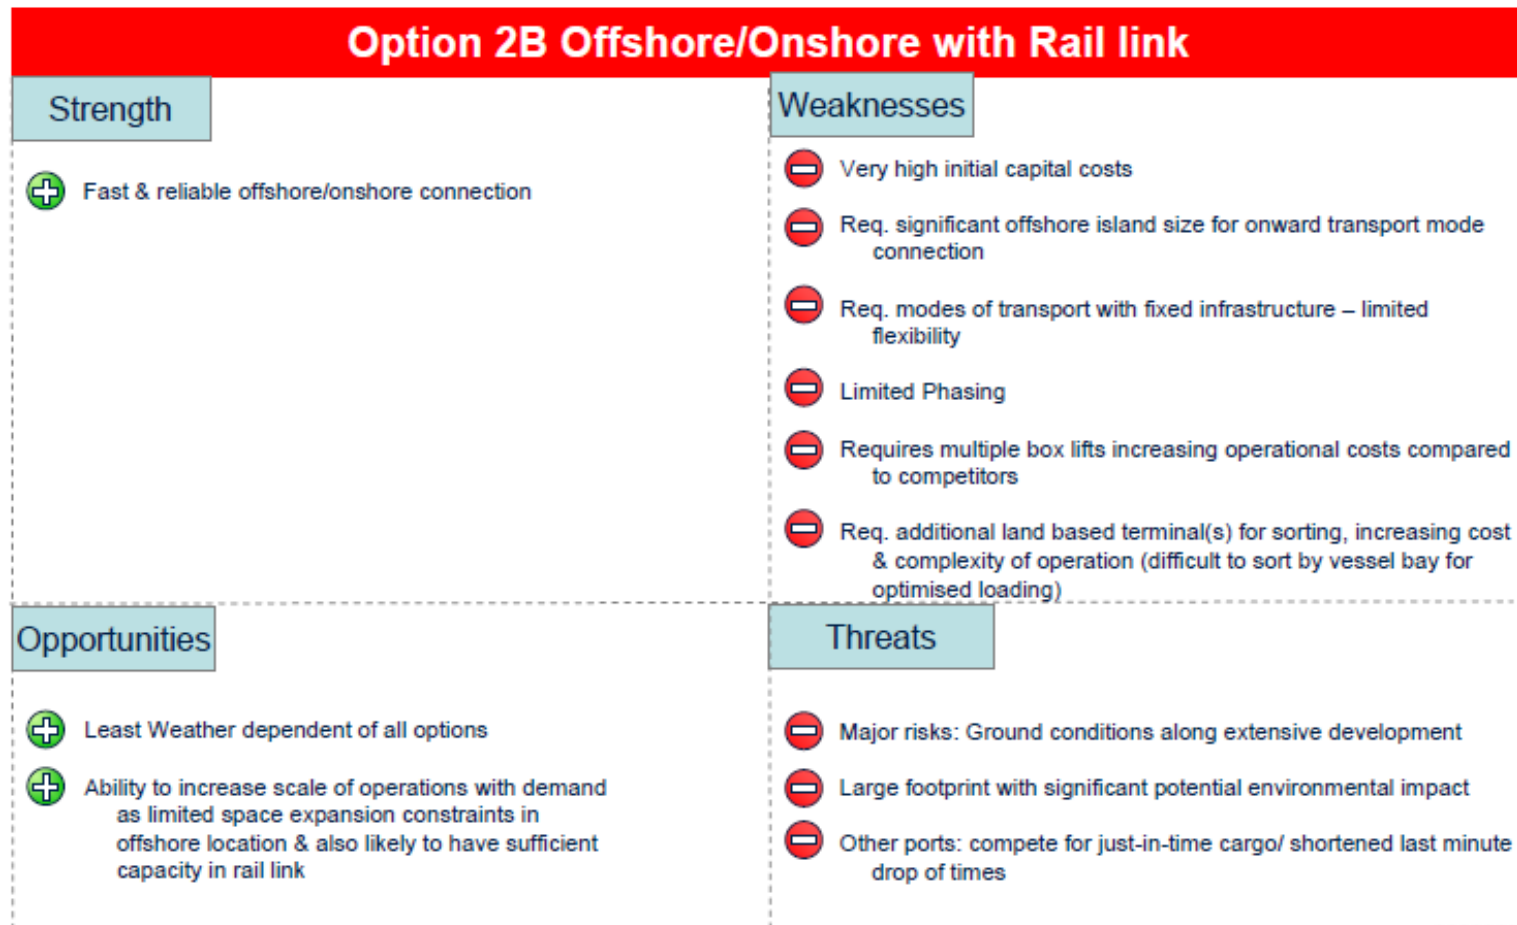 Option 2B Offshore/Onshore with Rail link
Strength
Fast & reliable offshore/onshore connection
Weaknesses
Very high initial capital costs
Req. significant offshore island size for onward transport mode
connection
Req. modes of transport with fixed infrastructure – limited
flexibility
Limited Phasing
Requires multiple box lifts increasing operational costs compared
to competitors
Req. additional land based terminal(s) for sorting, increasing cost
& complexity of operation (difficult to sort by vessel bay for
optimised loading)
Opportunities
Least Weather dependent of all options
Ability to increase scale of operations with demand
as limited space expansion constraints in
offshore location & also likely to have sufficient
capacity in rail link
Threats
Major risks: Ground conditions along extensive development
Large footprint with significant potential environmental impact
Other ports: compete for just-in-time cargo/ shortened last minute
drop of times